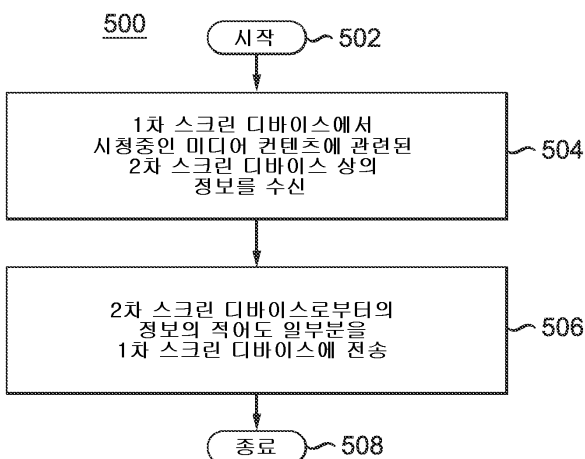 500
시작
502
1차 스크린 디바이스에서
시청중인 미디어 컨텐츠에 관련된
2차 스크린 디바이스 상의
정보를 수신
504
2차 스크린 디바이스로부터의
정보의 적어도 일부분을
1차 스크린 디바이스에 전송
506
종료
508